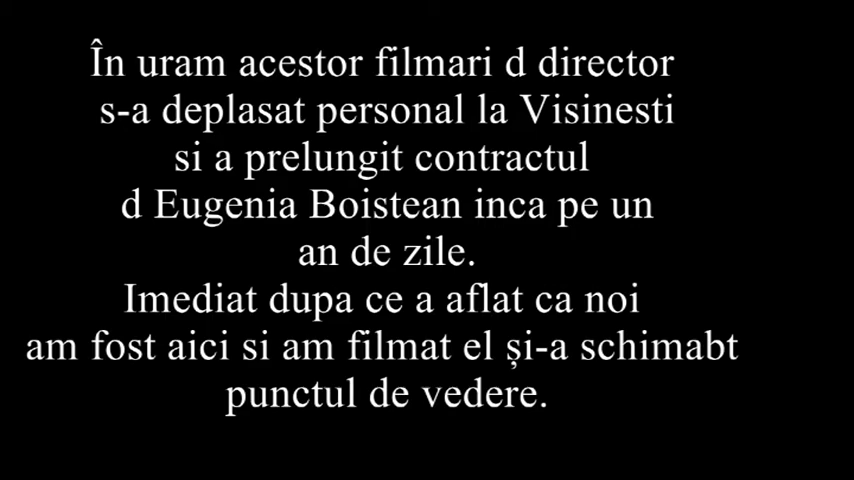 În uram acestor filmari d director
s-a deplasat personal la Visinesti
si a prelungit contractul
d Eugenia Boistean inca pe un
an de zile.
Imediat dupa ce a aflat ca noi
am fost aici si am filmat el și-a schimabt
punctul de vedere.